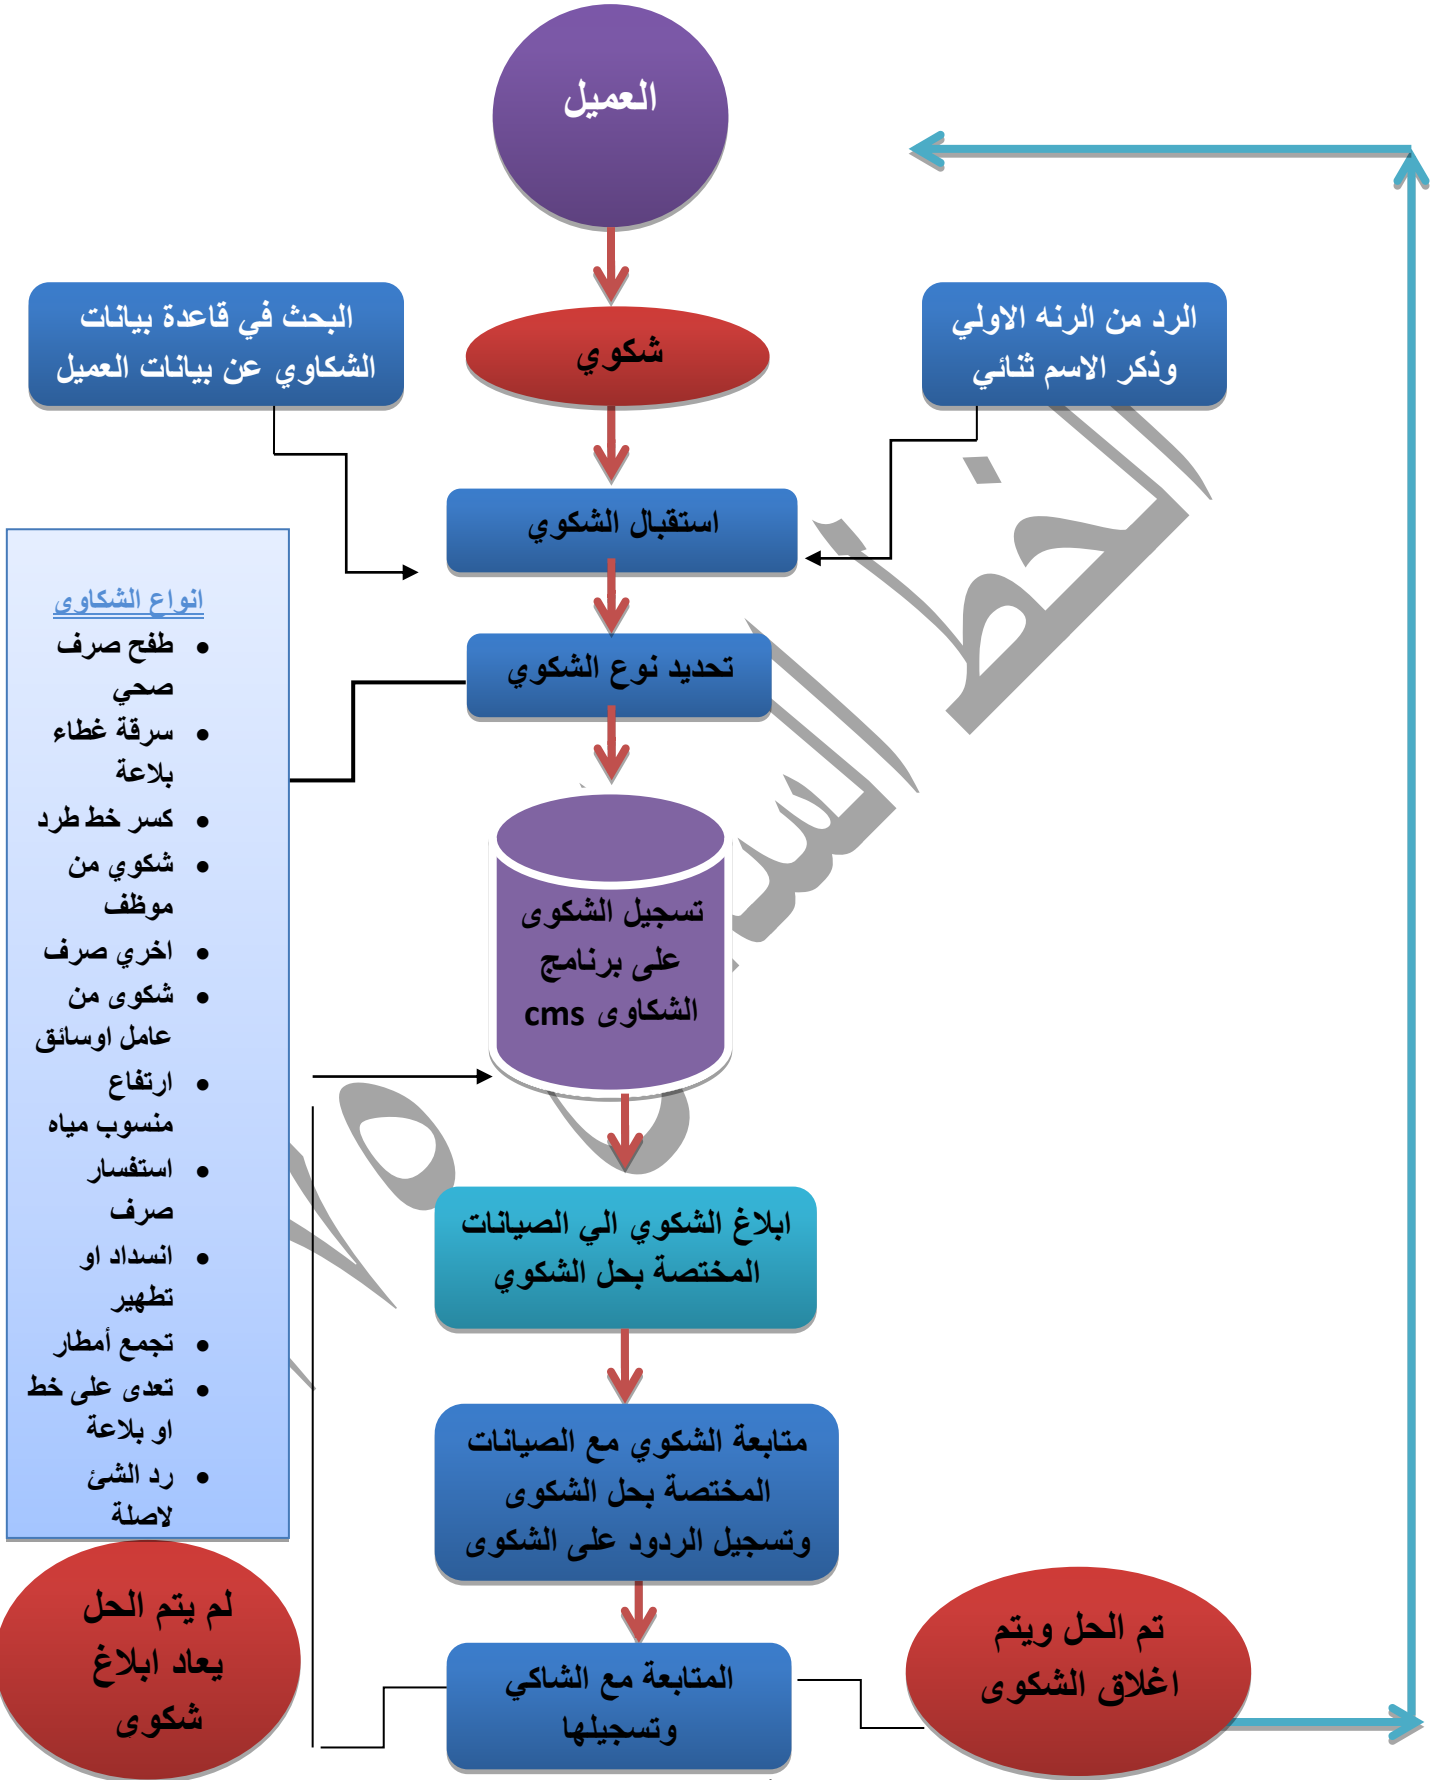 العميل
الرد من الرنه الاولي
وذكر الاسم ثنائي
شكوي
البحث في قاعدة بيانات
الشكاوي عن بيانات العميل
استقبال الشكوي
تحديد نوع الشكوي
انواع الشكاوى
• طفح صرف
صحي
• سرقة غطاء
بلاعة
• كسر خط طرد
• شكوي من
موظف
• اخري صرف
• شكوى من
عامل اوسائق
• ارتفاع
منسوب مياه
• استفسار
صرف
• انسداد او
تطهير
• تجمع أمطار
• تعدى على خط
او بلاعة
• رد الشئ
لاصلة
تسجيل الشكوى
على برنامج
الشكاوى cms
ابلاغ الشكوي الي الصيانات
المختصة بحل الشكوي
متابعة الشكوي مع الصيانات
المختصة بحل الشكوى
وتسجيل الردود على الشكوى
المتابعة مع الشاكي
وتسجيلها
تم الحل ويتم
اغلاق الشكوى
لم يتم الحل
يعاد ابلاغ
شكوى